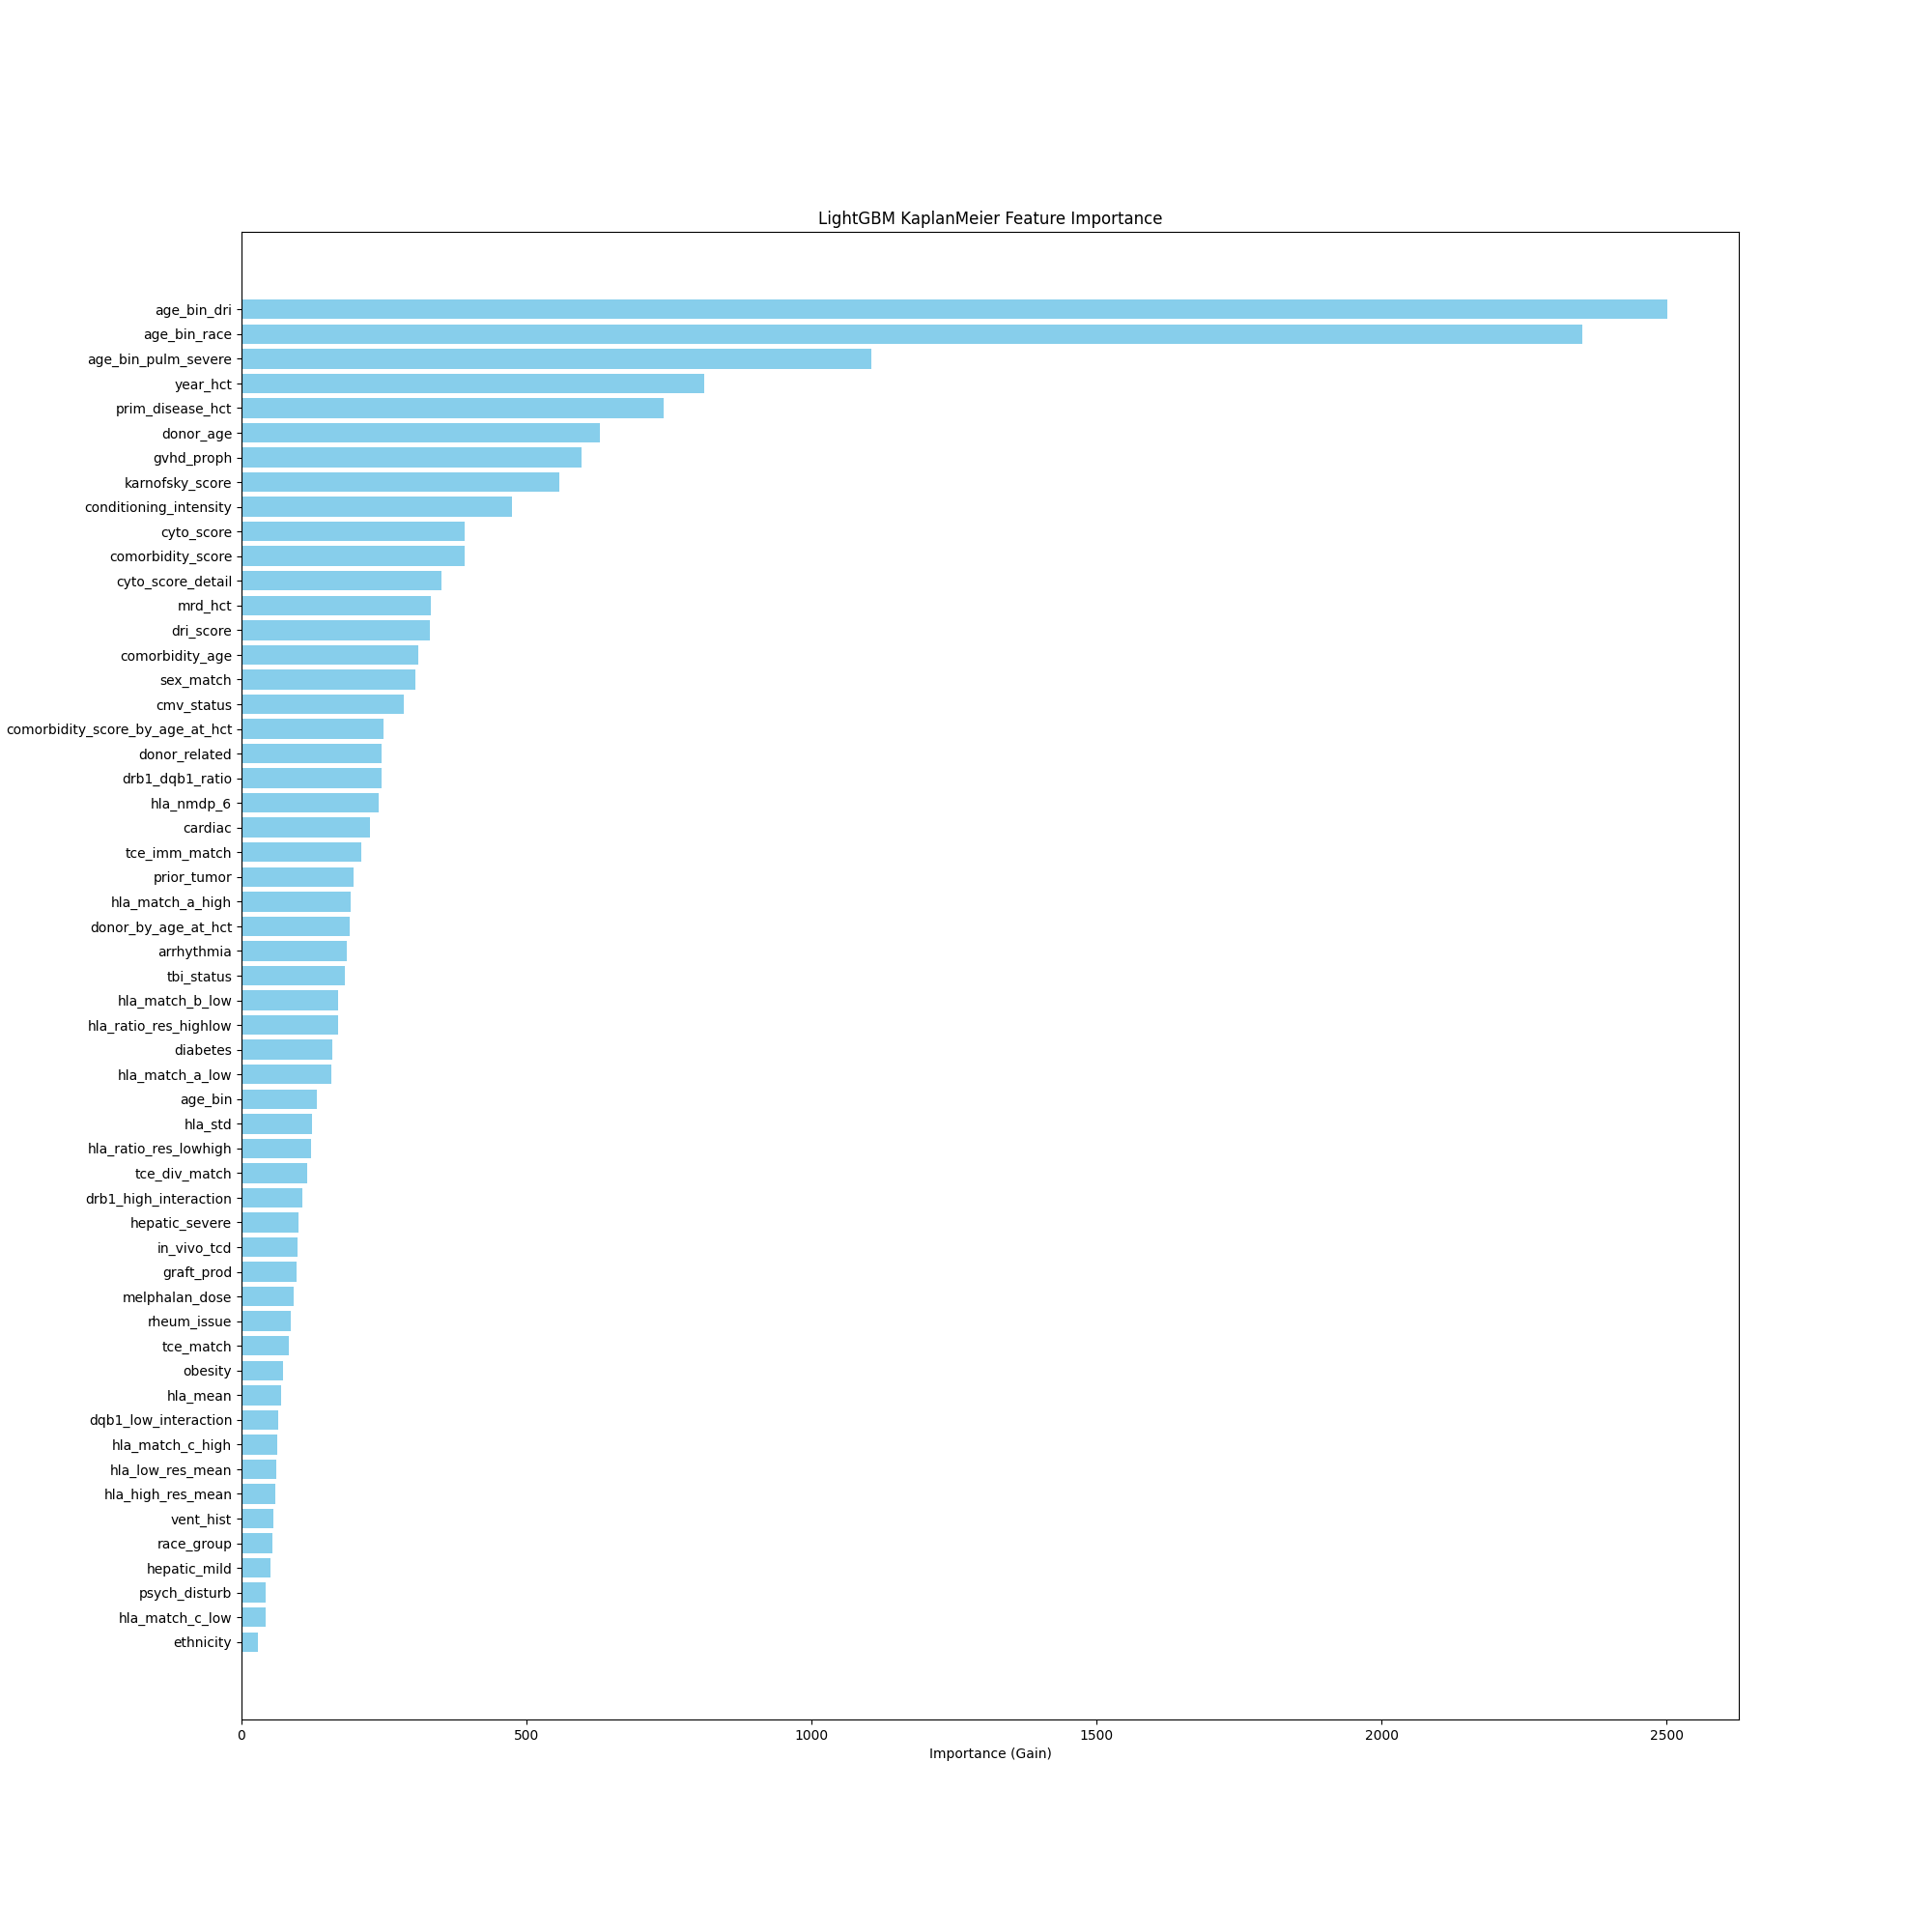 LightGBM KaplanMeier Feature Importance
age_bin_dri
age_bin_race
age_bin_pulm_severe
year_hct
prim_disease_hct
donor_age
gvhd_proph
karnofsky_score
conditioning_intensity
cyto_score
comorbidity_score
cyto_score_detail
mrd_hct
dri_score
comorbidity_age
sex_match
cmv_status
comorbidity_score_by_age_at_hct
donor_related
drb1_dqb1_ratio
hla_nmdp_6
cardiac
tce_imm_match
prior_tumor
hla_match_a_high
donor_by_age_at_hct
arrhythmia
tbi_status
hla_match_b_low
hla_ratio_res_highlow
diabetes
hla_match_a_low
age_bin
hla_std
hla_ratio_res_lowhigh
tce_div_match
drb1_high_interaction
hepatic_severe
in_vivo_tcd
graft_prod
melphalan_dose
rheum_issue
tce_match
obesity
hla_mean
dqb1_low_interaction
hla_match_c_high
hla_low_res_mean
hla_high_res_mean
vent_hist
race_group
hepatic_mild
psych_disturb
hla_match_c_low
ethnicity
0 500 1000 1500 2000 2500
Importance (Gain)